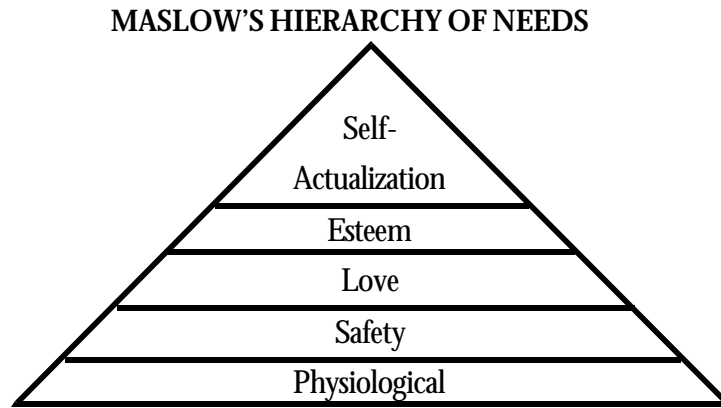 MASLOW'S HIERARCHY OF NEEDS
Self-
Actualization
Esteem
Love
Safety
Physiological